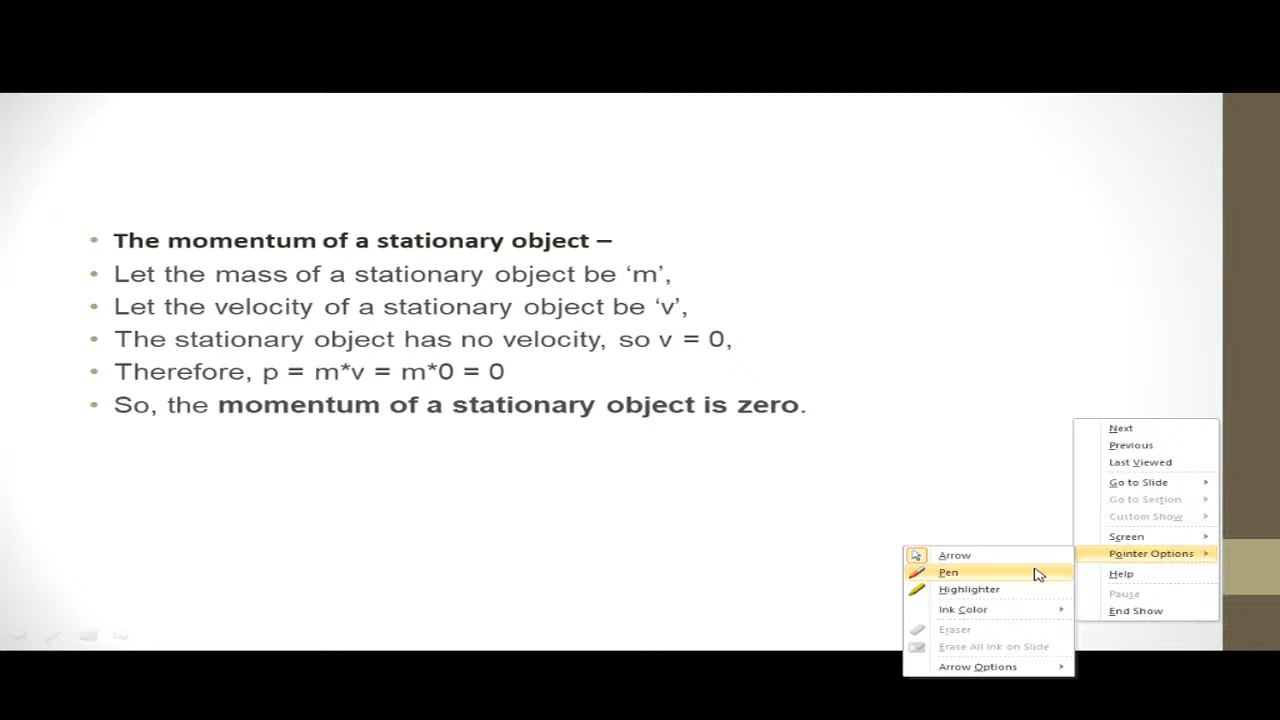 The momentum of a stationary object –
Let the mass of a stationary object be ‘m’,
Let the velocity of a stationary object be ‘v’,
The stationary object has no velocity, so v = 0,
Therefore, p = m*v = m*0 = 0
So, the momentum of a stationary object is zero.
Next
Previous
Last Viewed
Go to Slide
Go to Section
Custom Show
Screen
Pointer Options
Help
Pause
End Show
Arrow
Pen
Highlighter
Ink Color
Eraser
Erase All Ink on Slide
Arrow Options